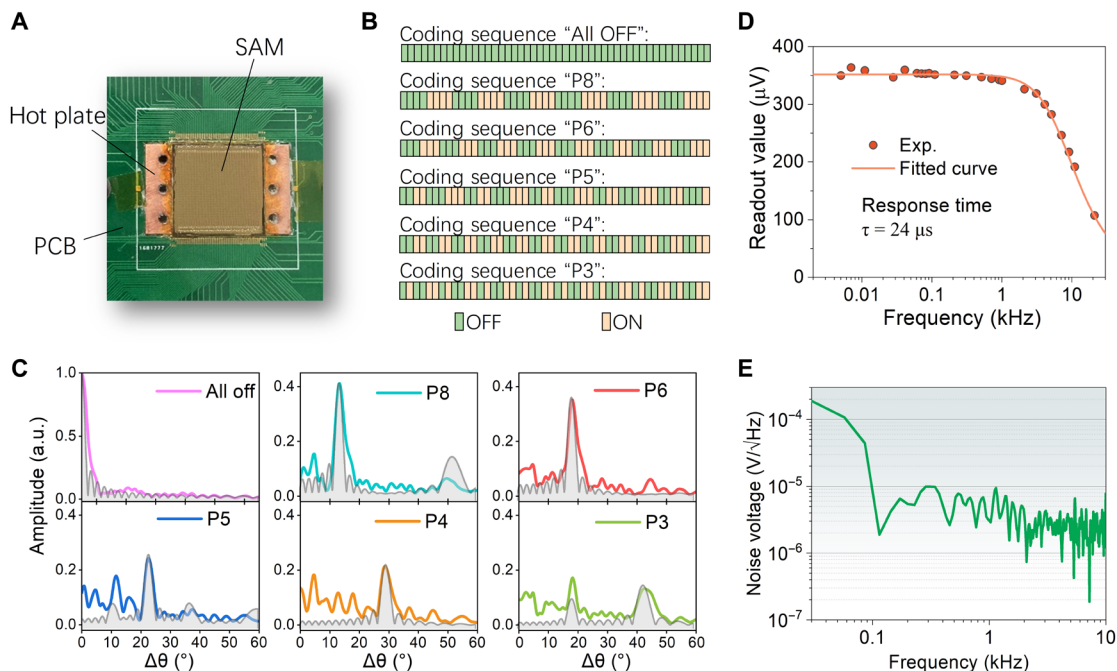 A
SAM
Hot plate
PCB
1681777
B
Coding sequence “All OFF”:
Coding sequence “P8”:
Coding sequence “P6”:
Coding sequence “P5”:
Coding sequence “P4”:
Coding sequence “P3”:
OFF ON
C
Amplitude (a.u.)
1.0
0.5
0.0
All off
0.4
0.2
0.0
P8
0.4
0.2
0.0
P6
0.4
0.2
0.0
P5
0.4
0.2
0.0
P4
0.4
0.2
0.0
P3
0 10 20 30 40 50 60
Δθ (°)
0 10 20 30 40 50 60
Δθ (°)
0 10 20 30 40 50 60
Δθ (°)
D
Readout value (μV)
400
300
200
100
0
Exp.
Fitted curve
Response time
τ = 24 μs
0.01 0.1 1 10
Frequency (kHz)
E
Noise voltage (V/√Hz)
10⁻⁴
10⁻⁵
10⁻⁶
10⁻⁷
0.1 1 10
Frequency (kHz)